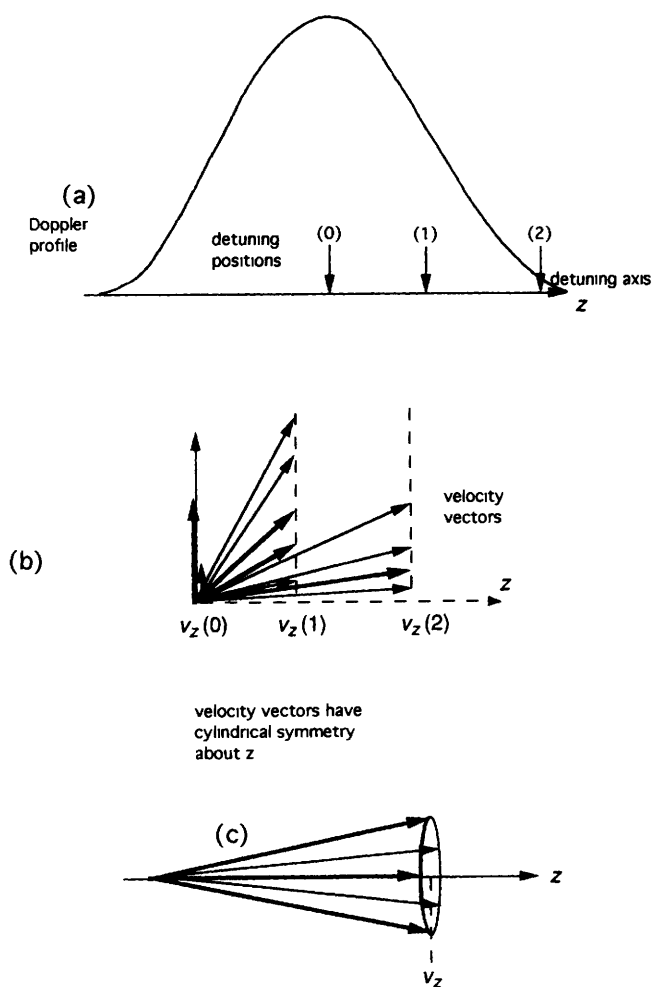 (a)
Doppler
profile
detuning
positions
(0)
(1)
(2)
detuning axis
z
(b)
velocity
vectors
z
vz(0)
vz(1)
vz(2)
velocity vectors have
cylindrical symmetry
about z
(c)
z
vz